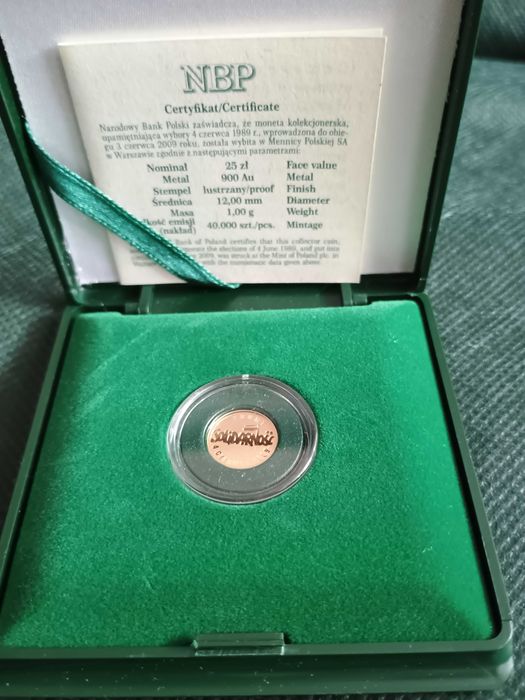 NBP
Certyfikat/Certificate
Narodowy Bank Polski zaświadcza, że moneta kolekcjonerska,
upamiętniająca wybory 4 czerwca 1989 r., wprowadzona do obie-
gu 3 czerwca 2009 roku, została wybita w Mennicy Polskiej SA
w Warszawie zgodnie z następującymi parametrami:
Nominał 25 zł Face value
Metal 900 Au Metal
Stempel lustrzany/proof Finish
Średnica 12,00 mm Diameter
Masa 1,00 g Weight
emisji 40.000 szt./pcs. Mintage
(nakład)
Bank of Poland certifies that this collector coin,
the elections of 4 June 1989, and put into
2009, was struck at the Mint of Poland plc. in
with the numismatic data given above.
SOLIDARNOŚĆ